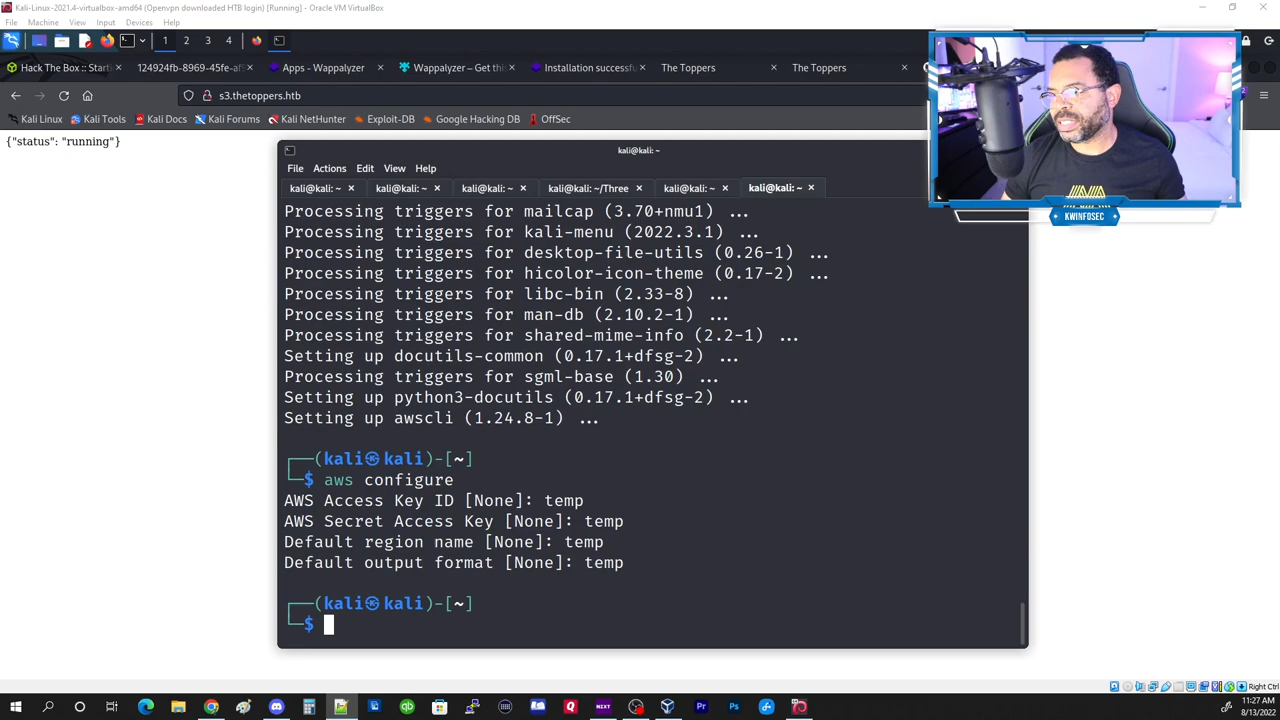 Kali-Linux-2021.4-virtualbox-amd64 (Openvpn downloaded HTB login) [Running] - Oracle VM VirtualBox
File Machine View Input Devices Help
1 2 3 4
Hack The Box :: Star
124924fb-8969-45fe-
Apps - Wappalyzer
Wappalyzer – Get th
Installation successfu
The Toppers
The Toppers
s3.thetoppers.htb
Kali Linux Kali Tools Kali Docs Kali Forums Kali NetHunter Exploit-DB Google Hacking DB OffSec
{"status": "running"}
kali@kali: ~
File Actions Edit View Help
kali@kali: ~ kali@kali: ~ kali@kali: ~ kali@kali: ~/Three kali@kali: ~ kali@kali: ~
Processing triggers for mailcap (3.70+nmu1) ...
Processing triggers for kali-menu (2022.3.1) ...
Processing triggers for desktop-file-utils (0.26-1) ...
Processing triggers for hicolor-icon-theme (0.17-2) ...
Processing triggers for libc-bin (2.33-8) ...
Processing triggers for man-db (2.10.2-1) ...
Processing triggers for shared-mime-info (2.2-1) ...
Setting up docutils-common (0.17.1+dfsg-2) ...
Processing triggers for sgml-base (1.30) ...
Setting up python3-docutils (0.17.1+dfsg-2) ...
Setting up awscli (1.24.8-1) ...
┌──(kali㉿kali)-[~]
└─$ aws configure
AWS Access Key ID [None]: temp
AWS Secret Access Key [None]: temp
Default region name [None]: temp
Default output format [None]: temp
┌──(kali㉿kali)-[~]
└─$
KWINFOSEC
Right Ctrl
11:27 AM
8/13/2022